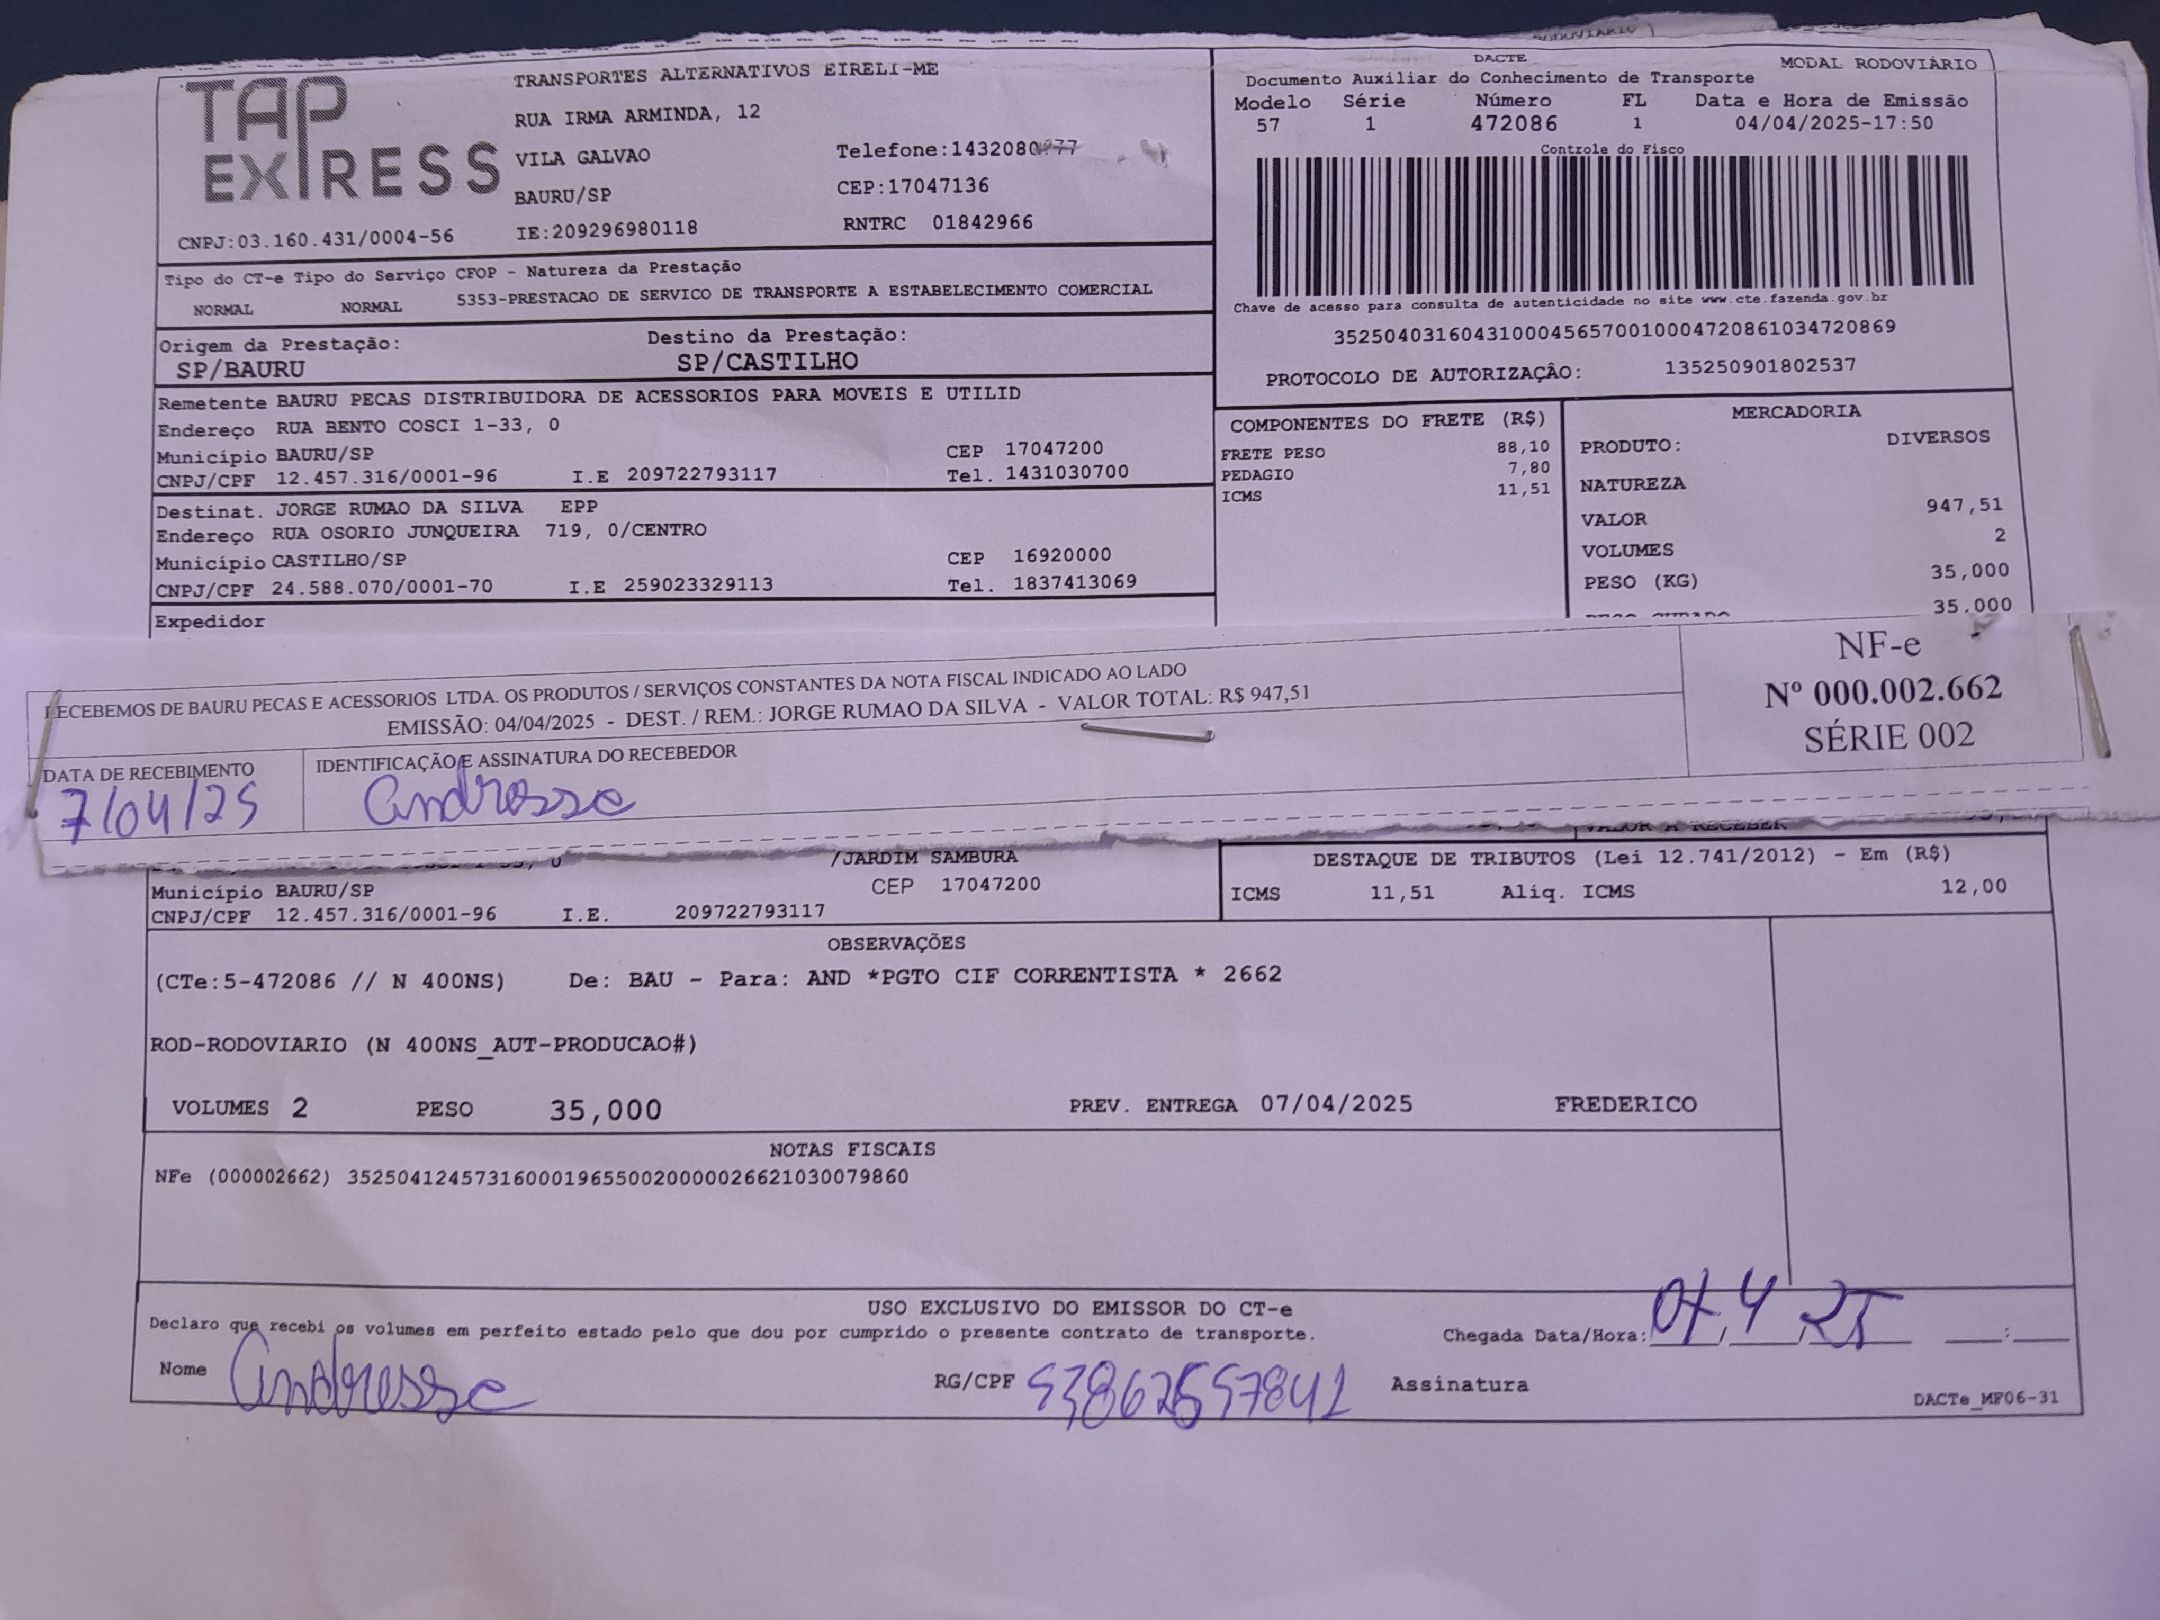 TAP
EXPRESS
TRANSPORTES ALTERNATIVOS EIRELI-ME
RUA IRMA ARMINDA, 12
VILA GALVAO
Telefone:1432080
BAURU/SP
CEP:17047136
CNPJ:03.160.431/0004-56
IE:209296980118
RNTRC 01842966
DACTE
MODAL RODOVIÁRIO
Documento Auxiliar do Conhecimento de Transporte
Modelo Série Número FL Data e Hora de Emissão
57 1 472086 1 04/04/2025-17:50
Controle do Fisco
Chave de acesso para consulta de autenticidade no site www.cte.fazenda.gov.br
35250403160431000456570010004720861034720869
PROTOCOLO DE AUTORIZAÇÃO: 135250901802537
Tipo do CT-e Tipo do Serviço CFOP - Natureza da Prestação
NORMAL NORMAL 5353-PRESTACAO DE SERVICO DE TRANSPORTE A ESTABELECIMENTO COMERCIAL
Origem da Prestação: Destino da Prestação:
SP/BAURU SP/CASTILHO
Remetente BAURU PECAS DISTRIBUIDORA DE ACESSORIOS PARA MOVEIS E UTILID
Endereço RUA BENTO COSCI 1-33, 0
Município BAURU/SP CEP 17047200
CNPJ/CPF 12.457.316/0001-96 I.E 209722793117 Tel. 1431030700
Destinat. JORGE RUMAO DA SILVA EPP
Endereço RUA OSORIO JUNQUEIRA 719, 0/CENTRO
Município CASTILHO/SP CEP 16920000
CNPJ/CPF 24.588.070/0001-70 I.E 259023329113 Tel. 1837413069
Expedidor
COMPONENTES DO FRETE (R$)
FRETE PESO 88,10
PEDAGIO 7,80
ICMS 11,51
MERCADORIA
PRODUTO: DIVERSOS
NATUREZA
VALOR 947,51
VOLUMES 2
PESO (KG) 35,000
35,000
RECEBEMOS DE BAURU PECAS E ACESSORIOS LTDA. OS PRODUTOS / SERVIÇOS CONSTANTES DA NOTA FISCAL INDICADO AO LADO
EMISSÃO: 04/04/2025 - DEST. / REM.: JORGE RUMAO DA SILVA - VALOR TOTAL: R$ 947,51
NF-e
Nº 000.002.662
SÉRIE 002
DATA DE RECEBIMENTO
7/04/25
IDENTIFICAÇÃO E ASSINATURA DO RECEBEDOR
VALOR A RECEBER
/JARDIM SAMBURA
Município BAURU/SP CEP 17047200
CNPJ/CPF 12.457.316/0001-96 I.E. 209722793117
DESTAQUE DE TRIBUTOS (Lei 12.741/2012) - Em (R$)
ICMS 11,51 Aliq. ICMS 12,00
OBSERVAÇÕES
(CTe:5-472086 // N 400NS) De: BAU - Para: AND *PGTO CIF CORRENTISTA * 2662
ROD-RODOVIARIO (N 400NS_AUT-PRODUCAO#)
VOLUMES 2 PESO 35,000 PREV. ENTREGA 07/04/2025 FREDERICO
NOTAS FISCAIS
NFe (000002662) 35250412457316000196550020000026621030079860
USO EXCLUSIVO DO EMISSOR DO CT-e
Declaro que recebi os volumes em perfeito estado pelo que dou por cumprido o presente contrato de transporte.
Chegada Data/Hora: 07/4/25 :
Nome RG/CPF Assinatura
DACTe_MF06-31